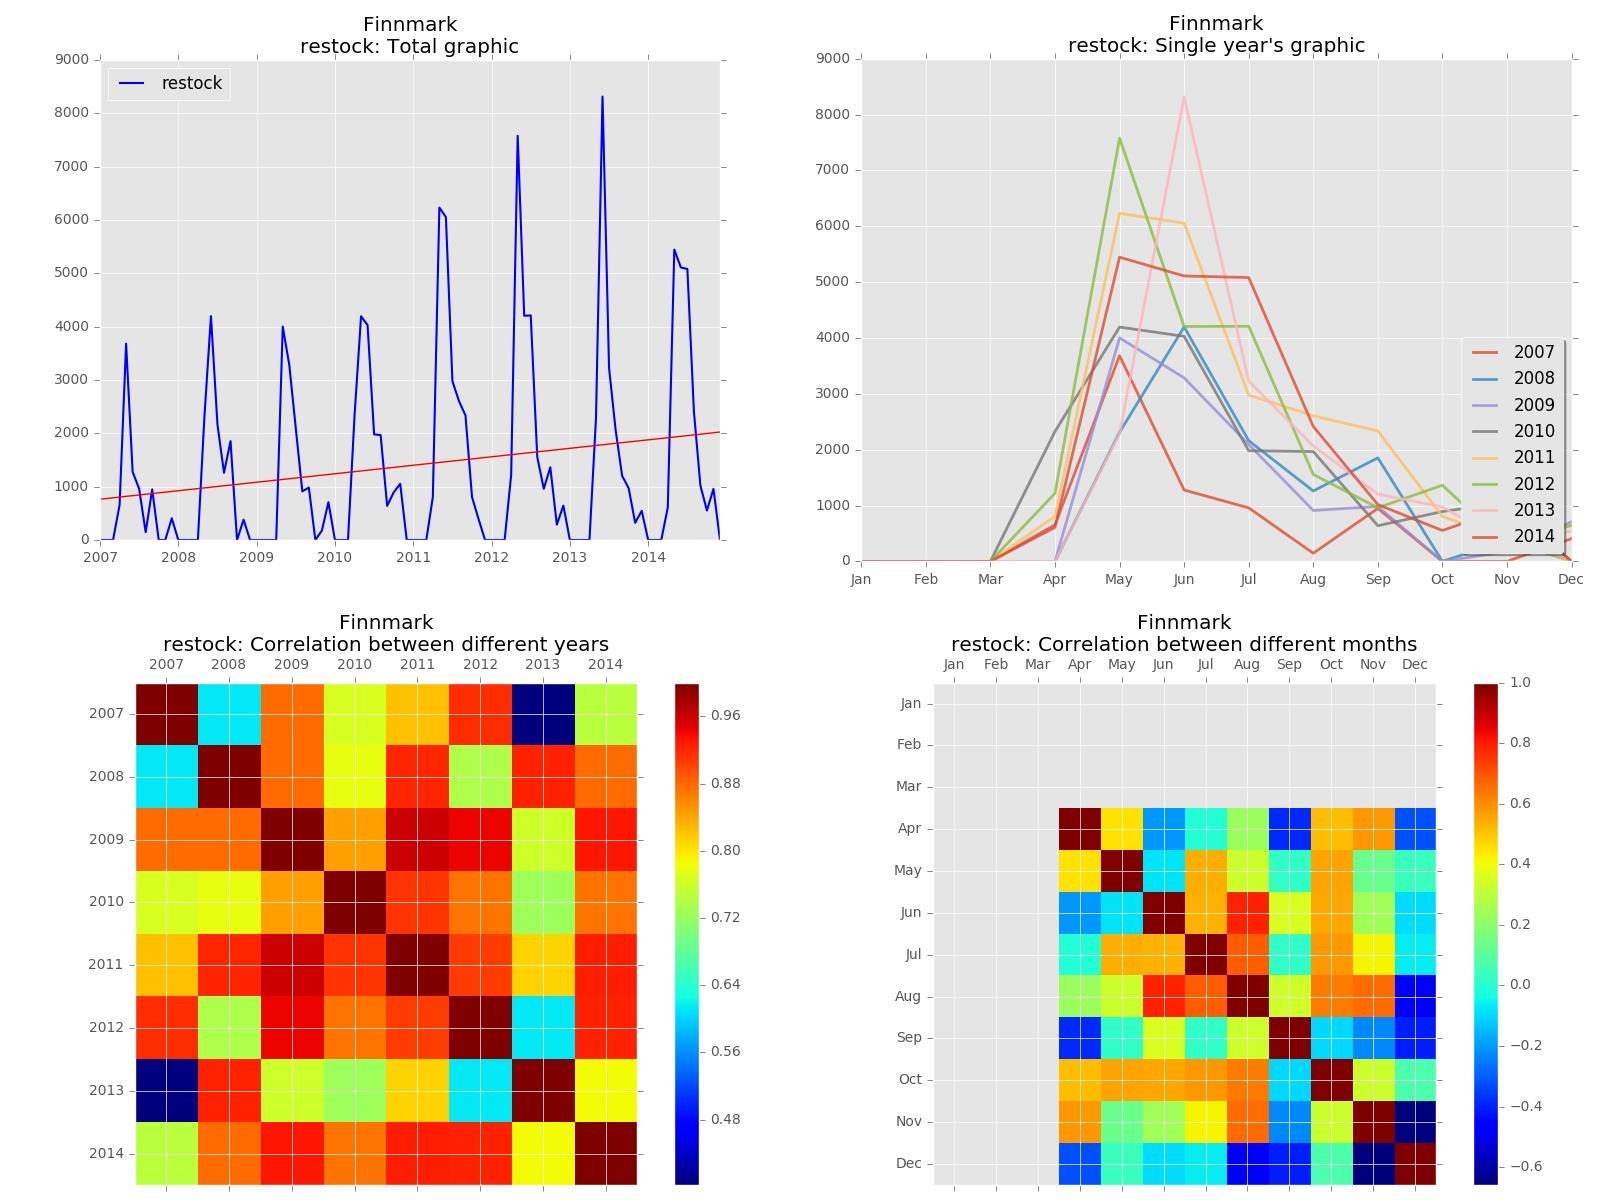 Finnmark
restock: Total graphic
9000
8000
7000
6000
5000
4000
3000
2000
1000
0
restock
2007 2008 2009 2010 2011 2012 2013 2014
Finnmark
restock: Single year's graphic
9000
8000
7000
6000
5000
4000
3000
2000
1000
0
2007
2008
2009
2010
2011
2012
2013
2014
Jan Feb Mar Apr May Jun Jul Aug Sep Oct Nov Dec
Finnmark
restock: Correlation between different years
2007 2008 2009 2010 2011 2012 2013 2014
2007
2008
2009
2010
2011
2012
2013
2014
0.96
0.88
0.80
0.72
0.64
0.56
0.48
Finnmark
restock: Correlation between different months
Jan Feb Mar Apr May Jun Jul Aug Sep Oct Nov Dec
Jan
Feb
Mar
Apr
May
Jun
Jul
Aug
Sep
Oct
Nov
Dec
1.0
0.8
0.6
0.4
0.2
0.0
−0.2
−0.4
−0.6